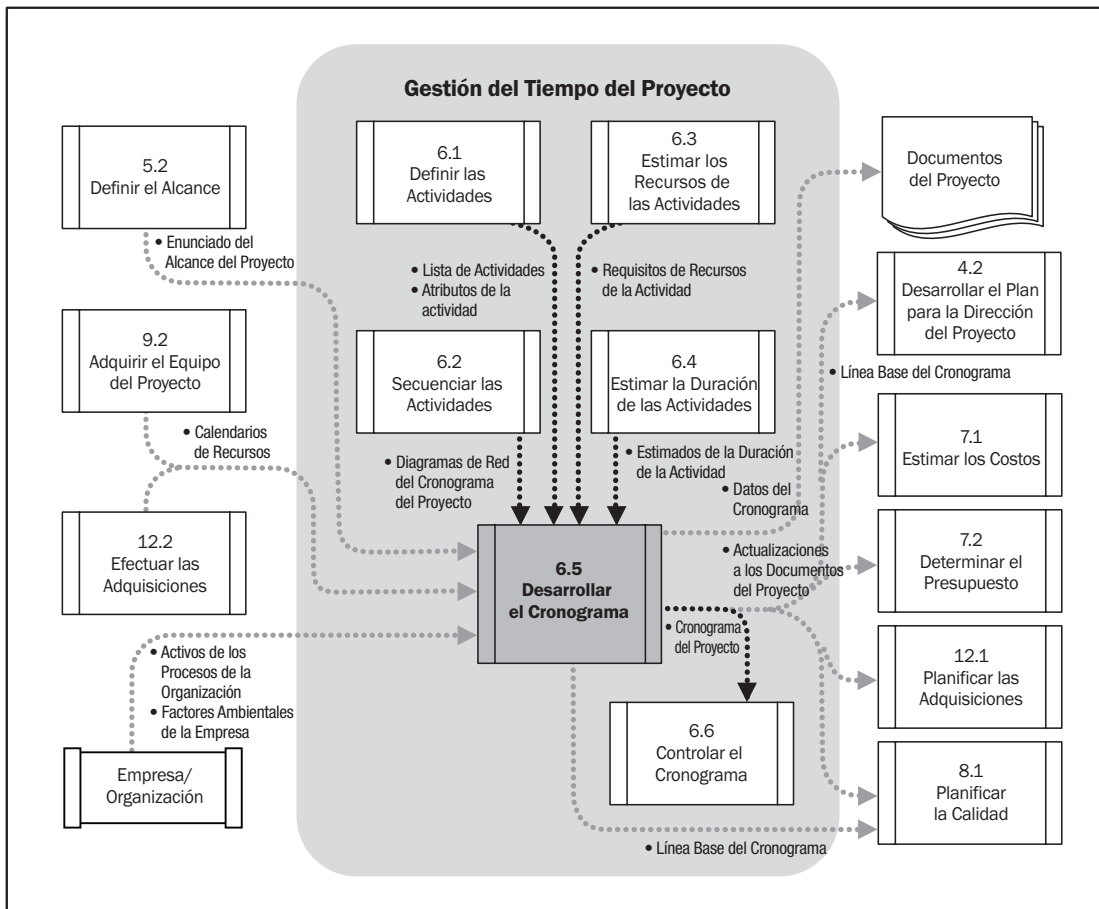 Gestión del Tiempo del Proyecto
5.2
Definir el Alcance
• Enunciado del
Alcance del Proyecto
9.2
Adquirir el Equipo
del Proyecto
• Calendarios
de Recursos
12.2
Efectuar las
Adquisiciones
• Activos de los
Procesos de la
Organización
• Factores Ambientales
de la Empresa
Empresa/
Organización
6.1
Definir las
Actividades
• Lista de Actividades
• Atributos de la
actividad
6.3
Estimar los
Recursos de
las Actividades
• Requisitos de Recursos
de la Actividad
6.2
Secuenciar las
Actividades
• Diagramas de Red
del Cronograma
del Proyecto
6.4
Estimar la Duración
de las Actividades
• Estimados de la Duración
de la Actividad
• Datos del
Cronograma
6.5
Desarrollar
el Cronograma
• Actualizaciones
a los Documentos
del Proyecto
• Cronograma
del Proyecto
6.6
Controlar el
Cronograma
• Línea Base del Cronograma
Documentos
del Proyecto
4.2
Desarrollar el Plan
para la Dirección
del Proyecto
• Línea Base del Cronograma
7.1
Estimar los Costos
7.2
Determinar el
Presupuesto
12.1
Planificar las
Adquisiciones
8.1
Planificar
la Calidad